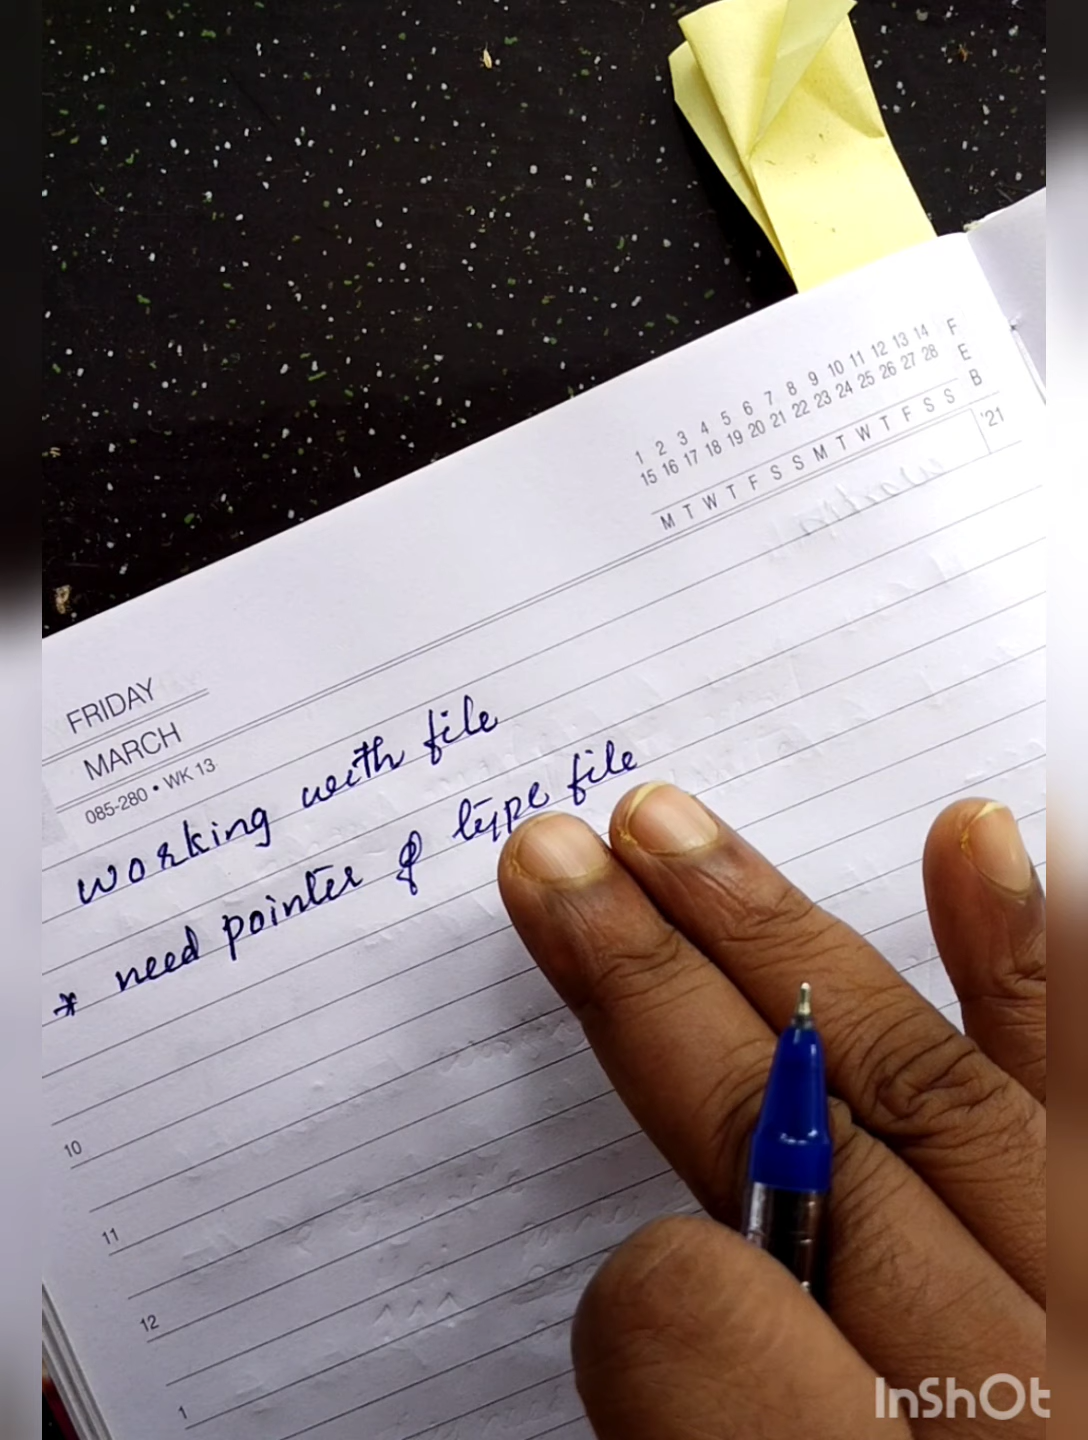 1 2 3 4 5 6 7 8 9 10 11 12 13 14 F
15 16 17 18 19 20 21 22 23 24 25 26 27 28 E
B
M T W T F S S M T W T F S S '21
FRIDAY
MARCH
085-280 • WK 13
working with file
* need pointer of type file
10
11
12
1
InShOt